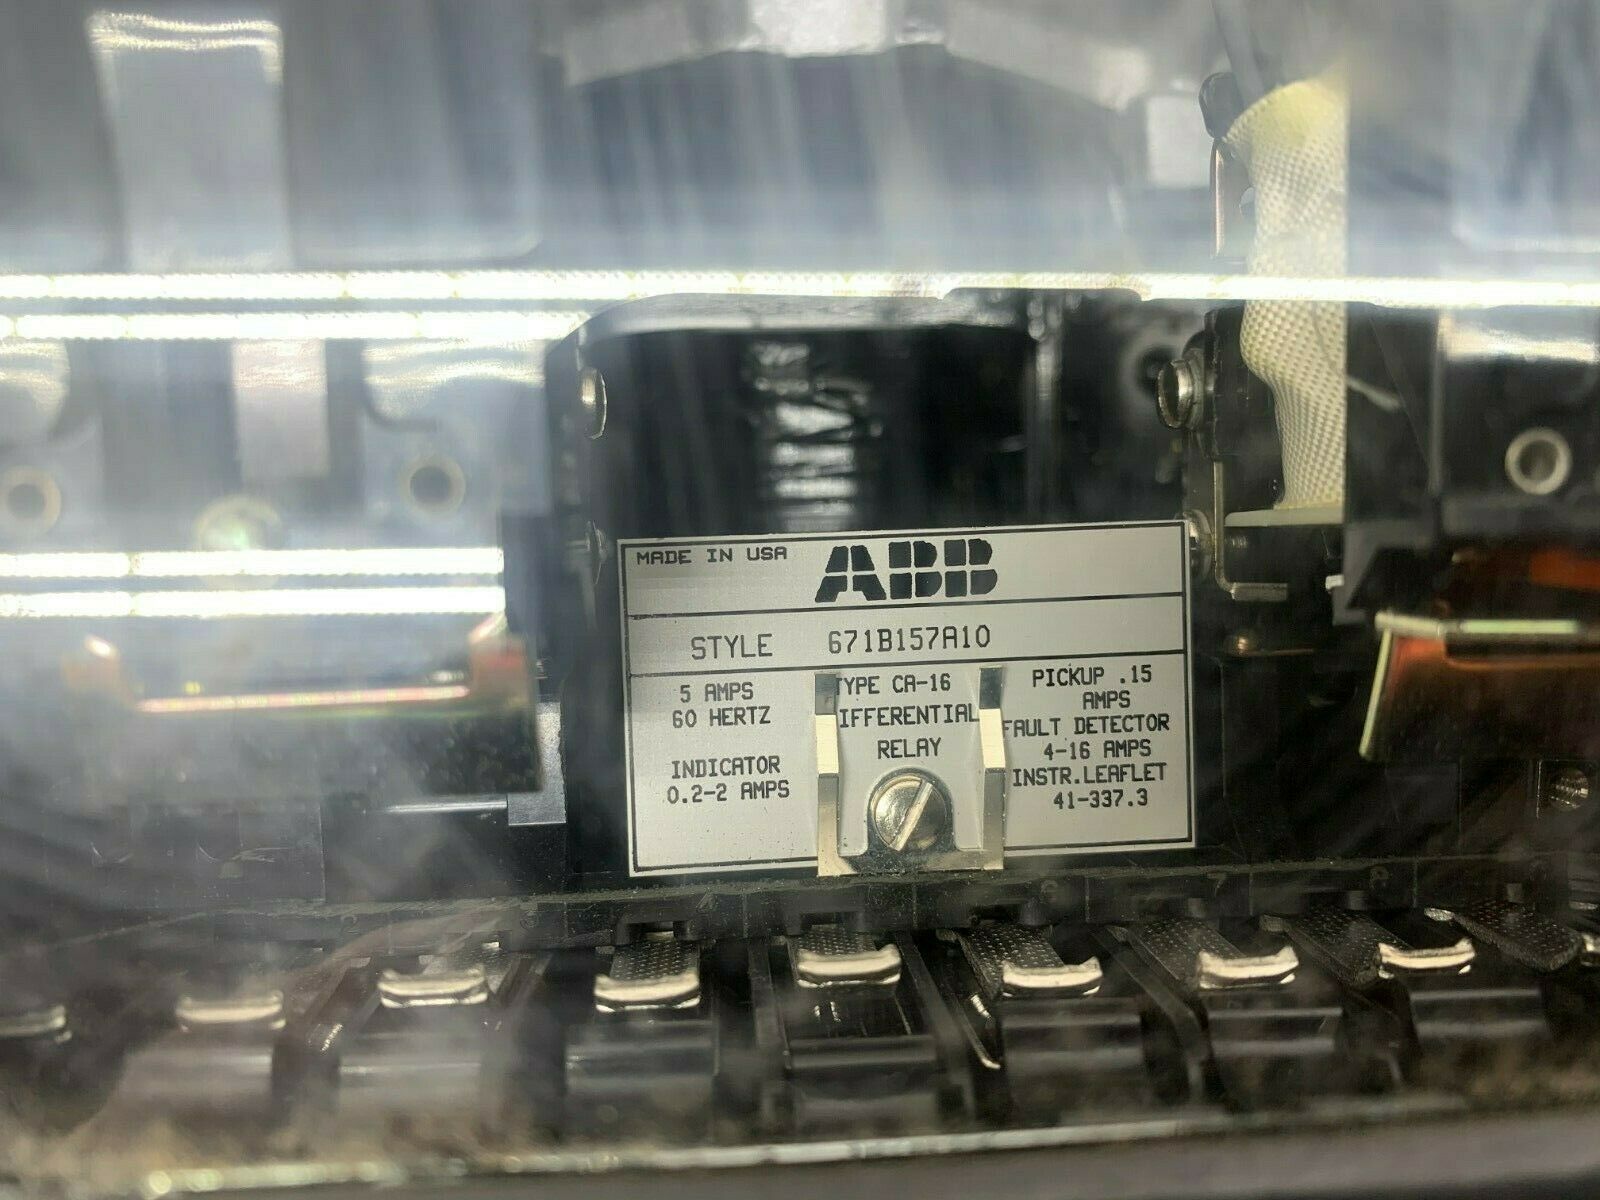 MADE IN USA ABB
STYLE 671B157A10
5 AMPS
60 HERTZ
INDICATOR
0.2-2 AMPS
TYPE CA-16
IFFERENTIAL
RELAY
PICKUP .15
AMPS
FAULT DETECTOR
4-16 AMPS
INSTR.LEAFLET
41-337.3